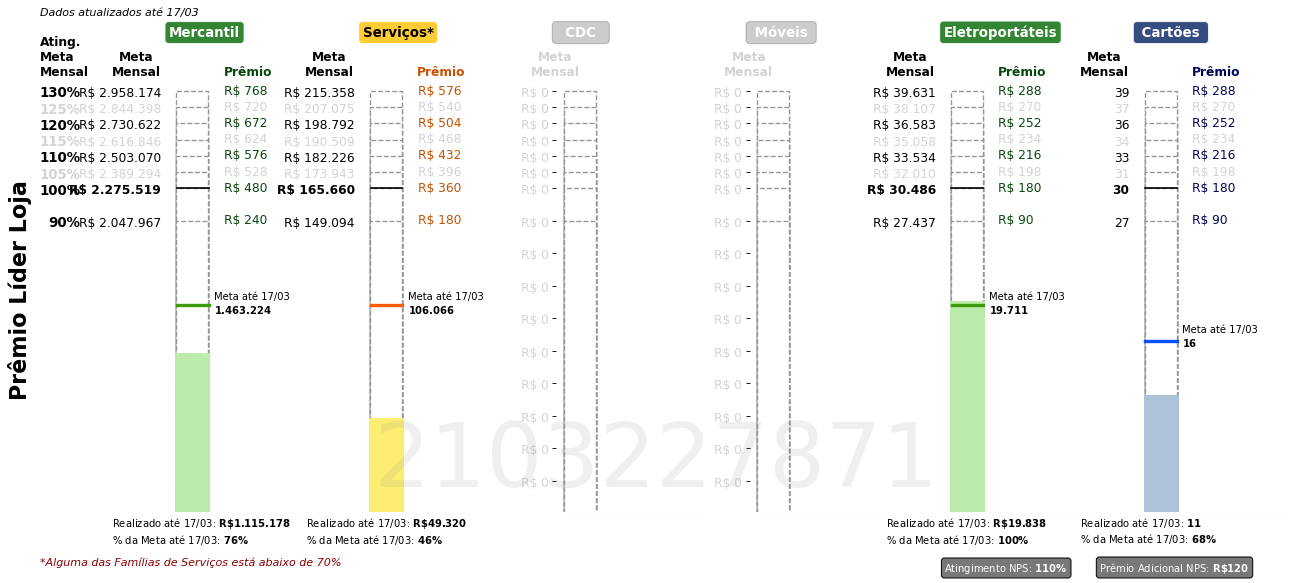 Dados atualizados até 17/03
Mercantil Serviços* CDC Móveis Eletroportáteis Cartões
Ating.
Meta Meta Meta Meta Meta Meta Meta
Mensal Mensal Prêmio Mensal Prêmio Mensal Mensal Mensal Prêmio Mensal Prêmio
130% R$ 2.958.174 R$ 768 R$ 215.358 R$ 576 R$ 0 R$ 0 R$ 39.631 R$ 288 39 R$ 288
125% R$ 2.844.398 R$ 720 R$ 207.075 R$ 540 R$ 0 R$ 0 R$ 38.107 R$ 270 37 R$ 270
120% R$ 2.730.622 R$ 672 R$ 198.792 R$ 504 R$ 0 R$ 0 R$ 36.583 R$ 252 36 R$ 252
115% R$ 2.616.846 R$ 624 R$ 190.509 R$ 468 R$ 0 R$ 0 R$ 35.058 R$ 234 34 R$ 234
110% R$ 2.503.070 R$ 576 R$ 182.226 R$ 432 R$ 0 R$ 0 R$ 33.534 R$ 216 33 R$ 216
105% R$ 2.389.294 R$ 528 R$ 173.943 R$ 396 R$ 0 R$ 0 R$ 32.010 R$ 198 31 R$ 198
100% R$ 2.275.519 R$ 480 R$ 165.660 R$ 360 R$ 0 R$ 0 R$ 30.486 R$ 180 30 R$ 180
90% R$ 2.047.967 R$ 240 R$ 149.094 R$ 180 R$ 0 R$ 0 R$ 27.437 R$ 90 27 R$ 90
R$ 0 R$ 0
R$ 0 R$ 0
R$ 0 R$ 0
R$ 0 R$ 0
R$ 0 R$ 0
R$ 0 R$ 0
R$ 0 R$ 0
R$ 0 R$ 0
Prêmio Líder Loja
Meta até 17/03 Meta até 17/03 Meta até 17/03
1.463.224 106.066 19.711
Meta até 17/03
16
2103227871
Realizado até 17/03: R$1.115.178 Realizado até 17/03: R$49.320 Realizado até 17/03: R$19.838 Realizado até 17/03: 11
% da Meta até 17/03: 76% % da Meta até 17/03: 46% % da Meta até 17/03: 100% % da Meta até 17/03: 68%
*Alguma das Famílias de Serviços está abaixo de 70% Atingimento NPS: 110% Prêmio Adicional NPS: R$120